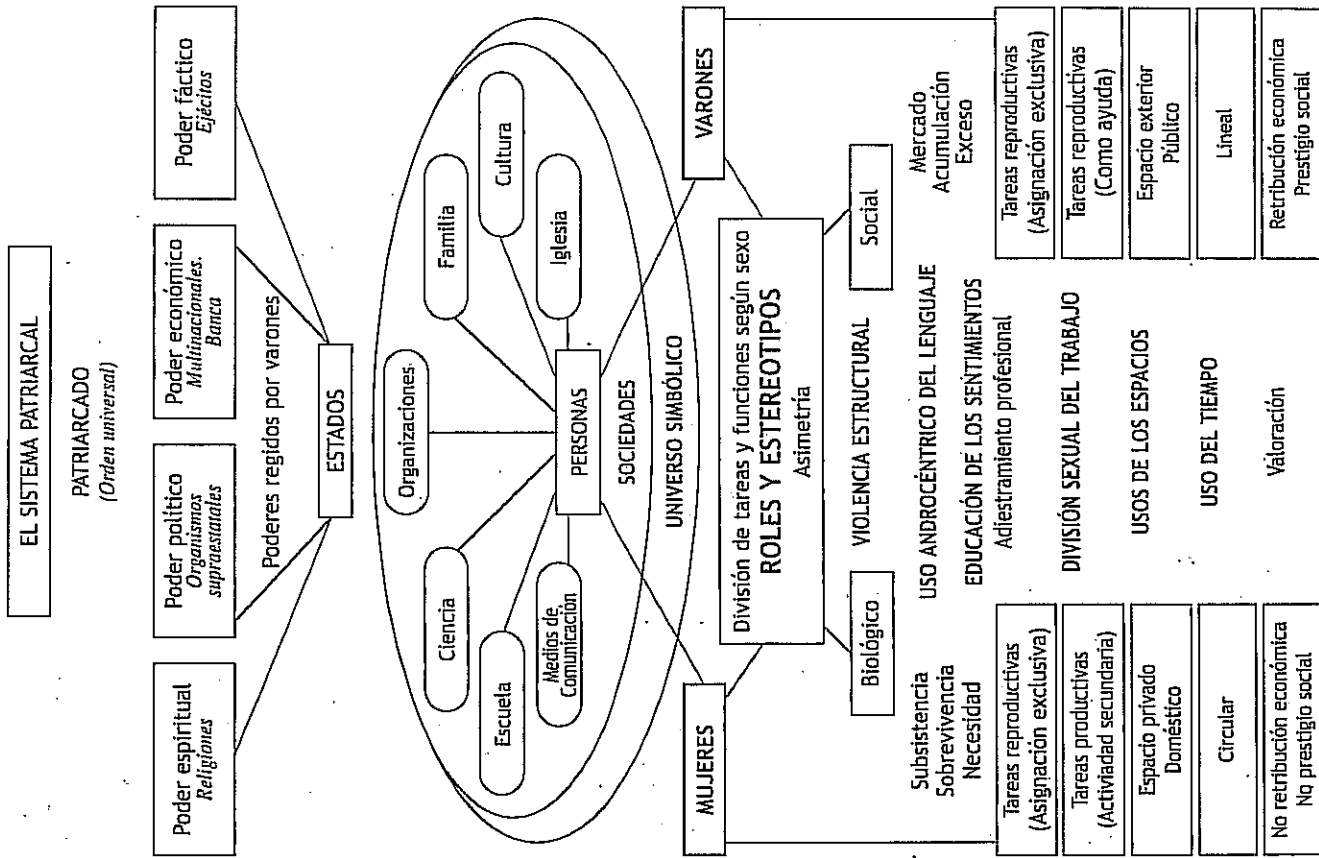 EL SISTEMA PATRIARCAL
PATRIARCADO
(Orden universal)
Poder espiritual
Religiones
Poder político
Organismos
supraestatales
Poder económico
Multinacionales.
Banca
Poder fáctico
Ejécitos
Poderes regidos por varones
ESTADOS
Organizaciones
Ciencia
Familia
Escuela
Cultura
Medios de
Comunicación
Iglesia
PERSONAS
SOCIEDADES
UNIVERSO SIMBÓLICO
MUJERES
VARONES
División de tareas y funciones según sexo
ROLES Y ESTEREOTIPOS
Asimetría
Biológico
Social
VIOLENCIA ESTRUCTURAL
Subsistencia
Sobrevivencia
Necesidad
USO ANDROCÉNTRICO DEL LENGUAJE
EDUCACIÓN DE LOS SENTIMIENTOS
Adiestramiento profesional
Mercado
Acumulación
Exceso
Tareas reproductivas
(Asignación exclusiva)
Tareas reproductivas
(Asignación exclusiva)
Tareas productivas
(Actividad secundaria)
DIVISIÓN SEXUAL DEL TRABAJO
Tareas reproductivas
(Como ayuda)
Espacio privado
Doméstico
USOS DE LOS ESPACIOS
Espacio exterior
Público
Circular
USO DEL TIEMPO
Lineal
No retribución económica
No prestigio social
Valoración
Retribución económica
Prestigio social